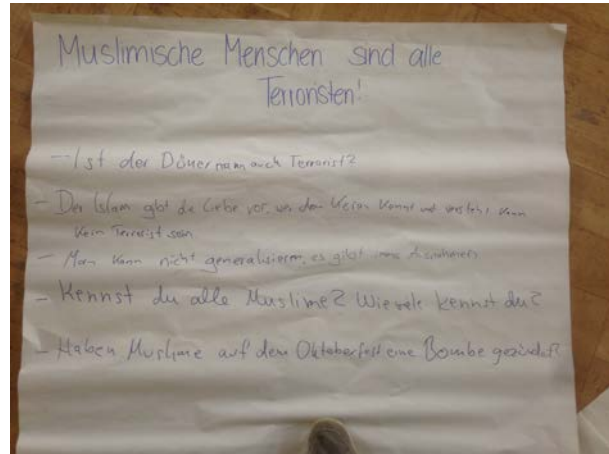 Muslimische Menschen sind alle
Terroristen!
- Ist der Dönermann auch Terrorist?
- Der Islam gibt die Liebe vor, wer den Koran kennt und versteht kann
kein Terrorist sein
- Man kann nicht generalisieren, es gibt immer Ausnahmen
- Kennst du alle Muslime? Wieviele kennst du?
- Haben Muslime auf dem Oktoberfest eine Bombe gezündet?